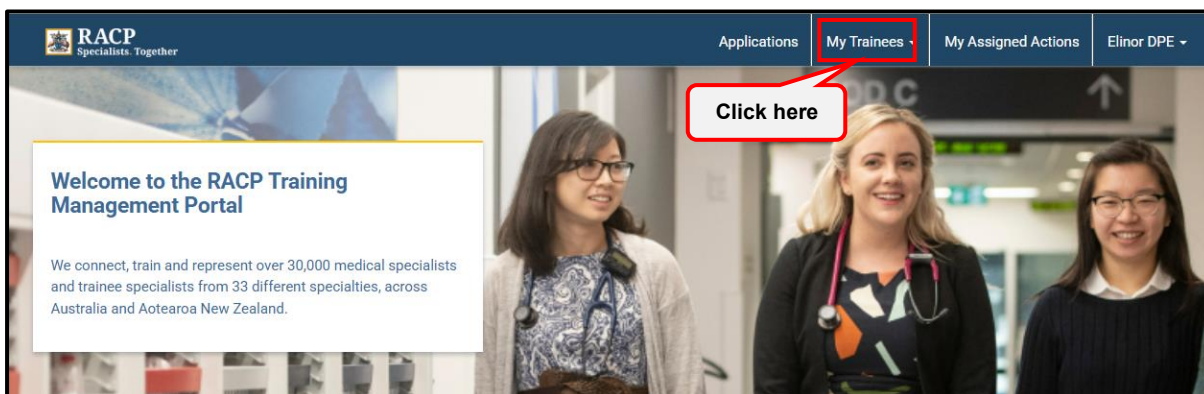 RACP
Specialists. Together
Applications
My Trainees
My Assigned Actions
Elinor DPE
Click here
Welcome to the RACP Training
Management Portal
We connect, train and represent over 30,000 medical specialists
and trainee specialists from 33 different specialties, across
Australia and Aotearoa New Zealand.